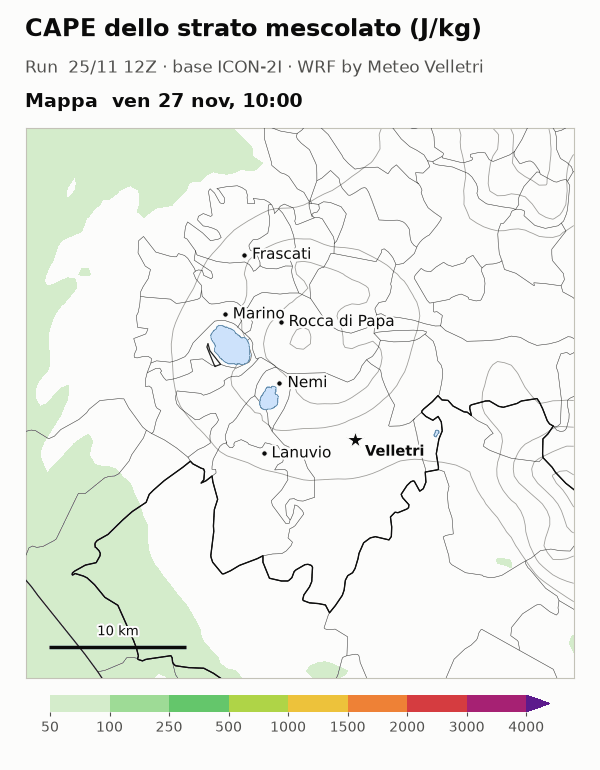 CAPE dello strato mescolato (J/kg)
Run  25/11 12Z · base ICON-2I · WRF by Meteo Velletri
Mappa  ven 27 nov, 10:00
Frascati
Marino
Rocca di Papa
Nemi
Velletri
Lanuvio
10 km
50 100 250 500 1000 1500 2000 3000 4000